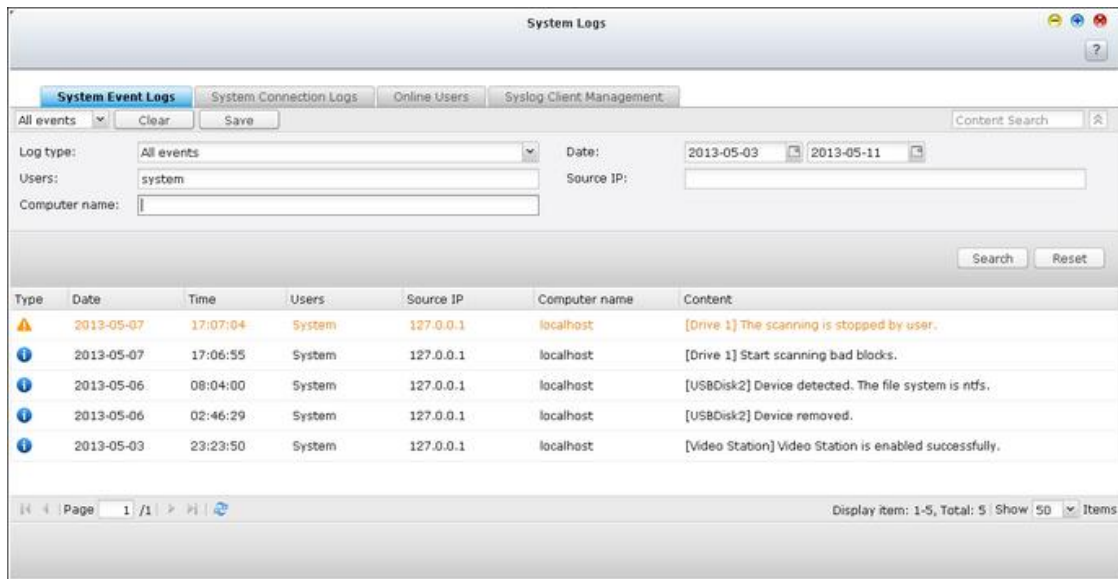 System Logs
?
System Event Logs System Connection Logs Online Users Syslog Client Management
All events Clear Save Content Search
Log type: All events Date: 2013-05-03 2013-05-11
Users: system Source IP:
Computer name:
Search Reset
Type Date Time Users Source IP Computer name Content
2013-05-07 17:07:04 System 127.0.0.1 localhost [Drive 1] The scanning is stopped by user.
2013-05-07 17:06:55 System 127.0.0.1 localhost [Drive 1] Start scanning bad blocks.
2013-05-06 08:04:00 System 127.0.0.1 localhost [USBDisk2] Device detected. The file system is ntfs.
2013-05-06 02:46:29 System 127.0.0.1 localhost [USBDisk2] Device removed.
2013-05-03 23:23:50 System 127.0.0.1 localhost [Video Station] Video Station is enabled successfully.
Page 1 /1 Display item: 1-5, Total: 5 Show 50 Items